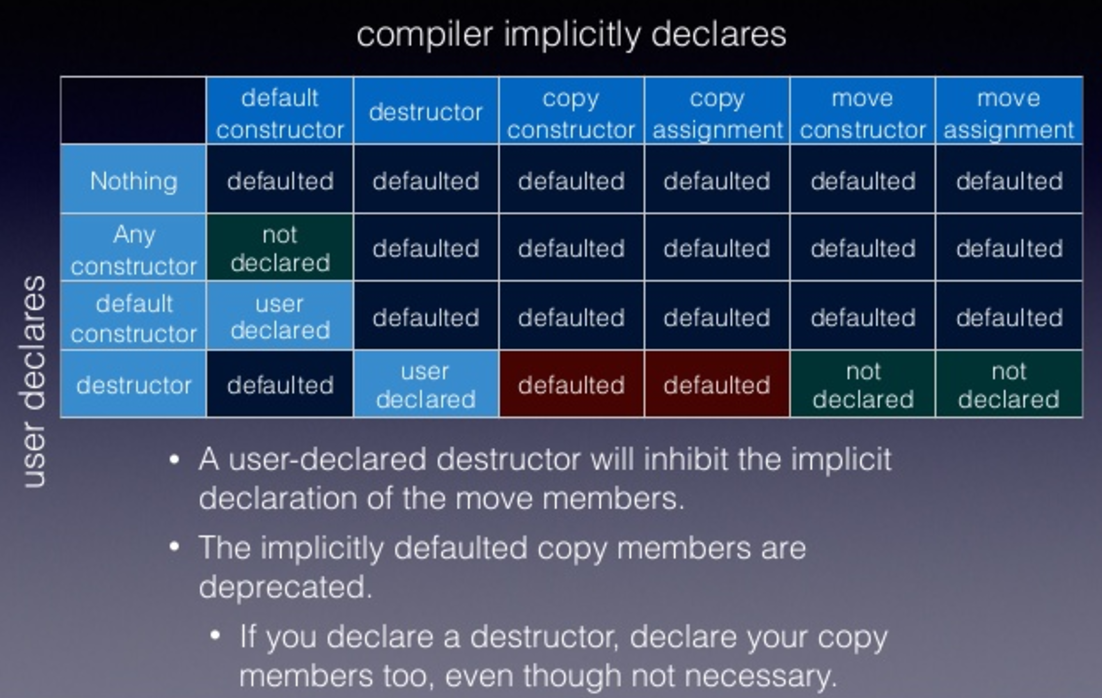 compiler implicitly declares
default constructor
destructor
copy constructor
copy assignment
move constructor
move assignment
user declares
Nothing
defaulted
defaulted
defaulted
defaulted
defaulted
defaulted
Any constructor
not declared
defaulted
defaulted
defaulted
defaulted
defaulted
default constructor
user declared
defaulted
defaulted
defaulted
defaulted
defaulted
destructor
defaulted
user declared
defaulted
defaulted
not declared
not declared
• A user-declared destructor will inhibit the implicit
declaration of the move members.
• The implicitly defaulted copy members are
deprecated.
• If you declare a destructor, declare your copy
members too, even though not necessary.